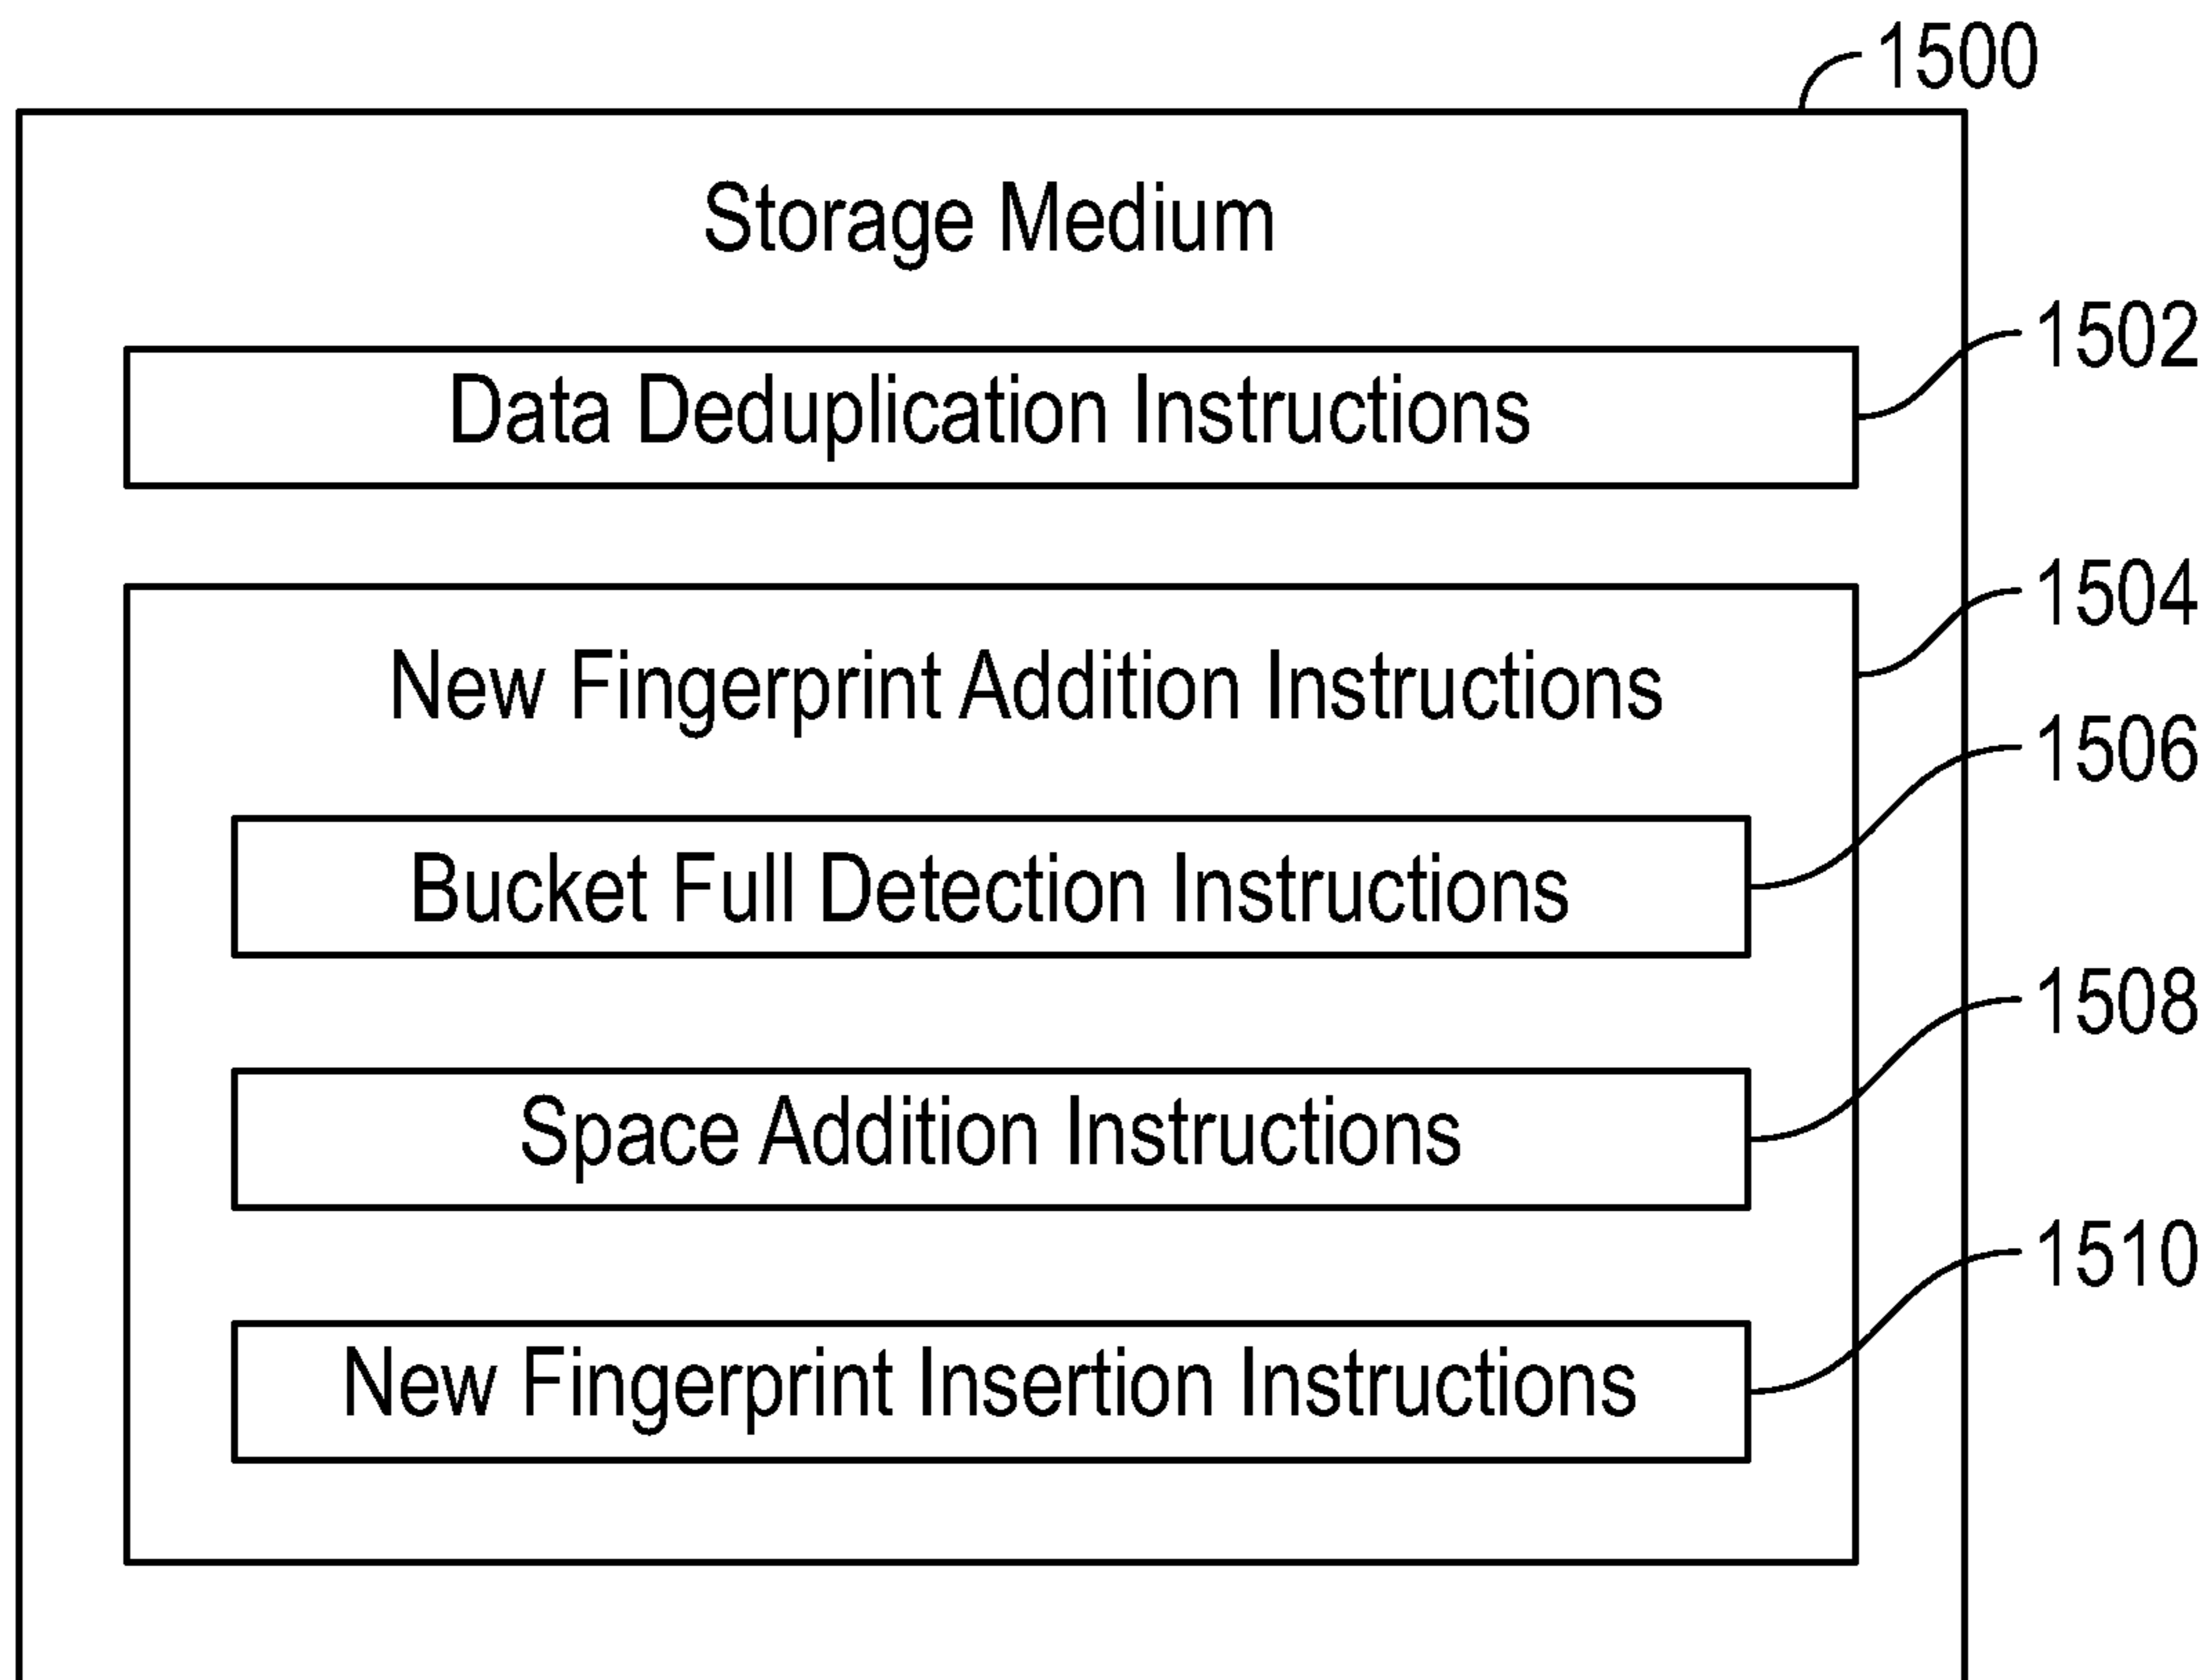 1500
Storage Medium
1502
Data Deduplication Instructions
1504
New Fingerprint Addition Instructions
1506
Bucket Full Detection Instructions
1508
Space Addition Instructions
1510
New Fingerprint Insertion Instructions